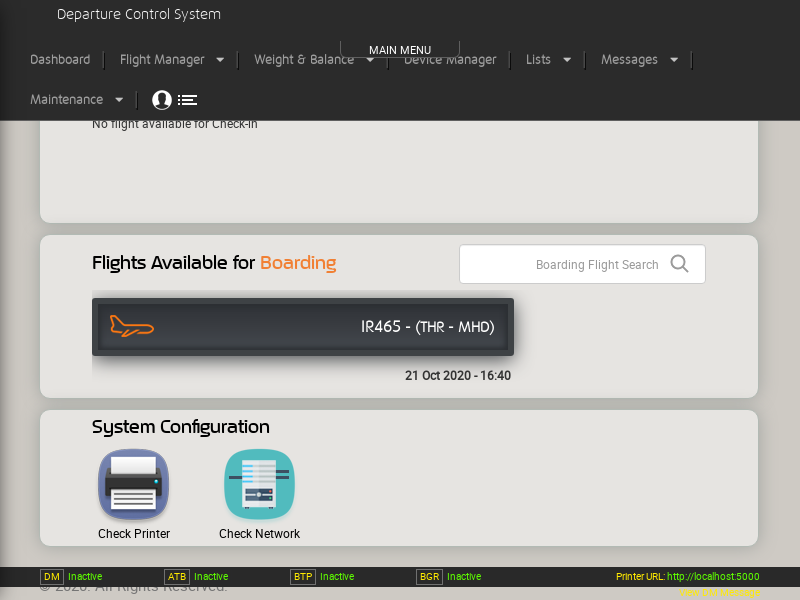 Departure Control System
MAIN MENU
Dashboard Flight Manager Weight & Balance Device Manager Lists Messages
Maintenance
No flight available for Check-in
Flights Available for Boarding
Boarding Flight Search
IR465 - (THR - MHD)
21 Oct 2020 - 16:40
System Configuration
Check Printer Check Network
DM Inactive ATB Inactive BTP Inactive BGR Inactive Printer URL: http://localhost:5000
© 2020. All Rights Reserved.